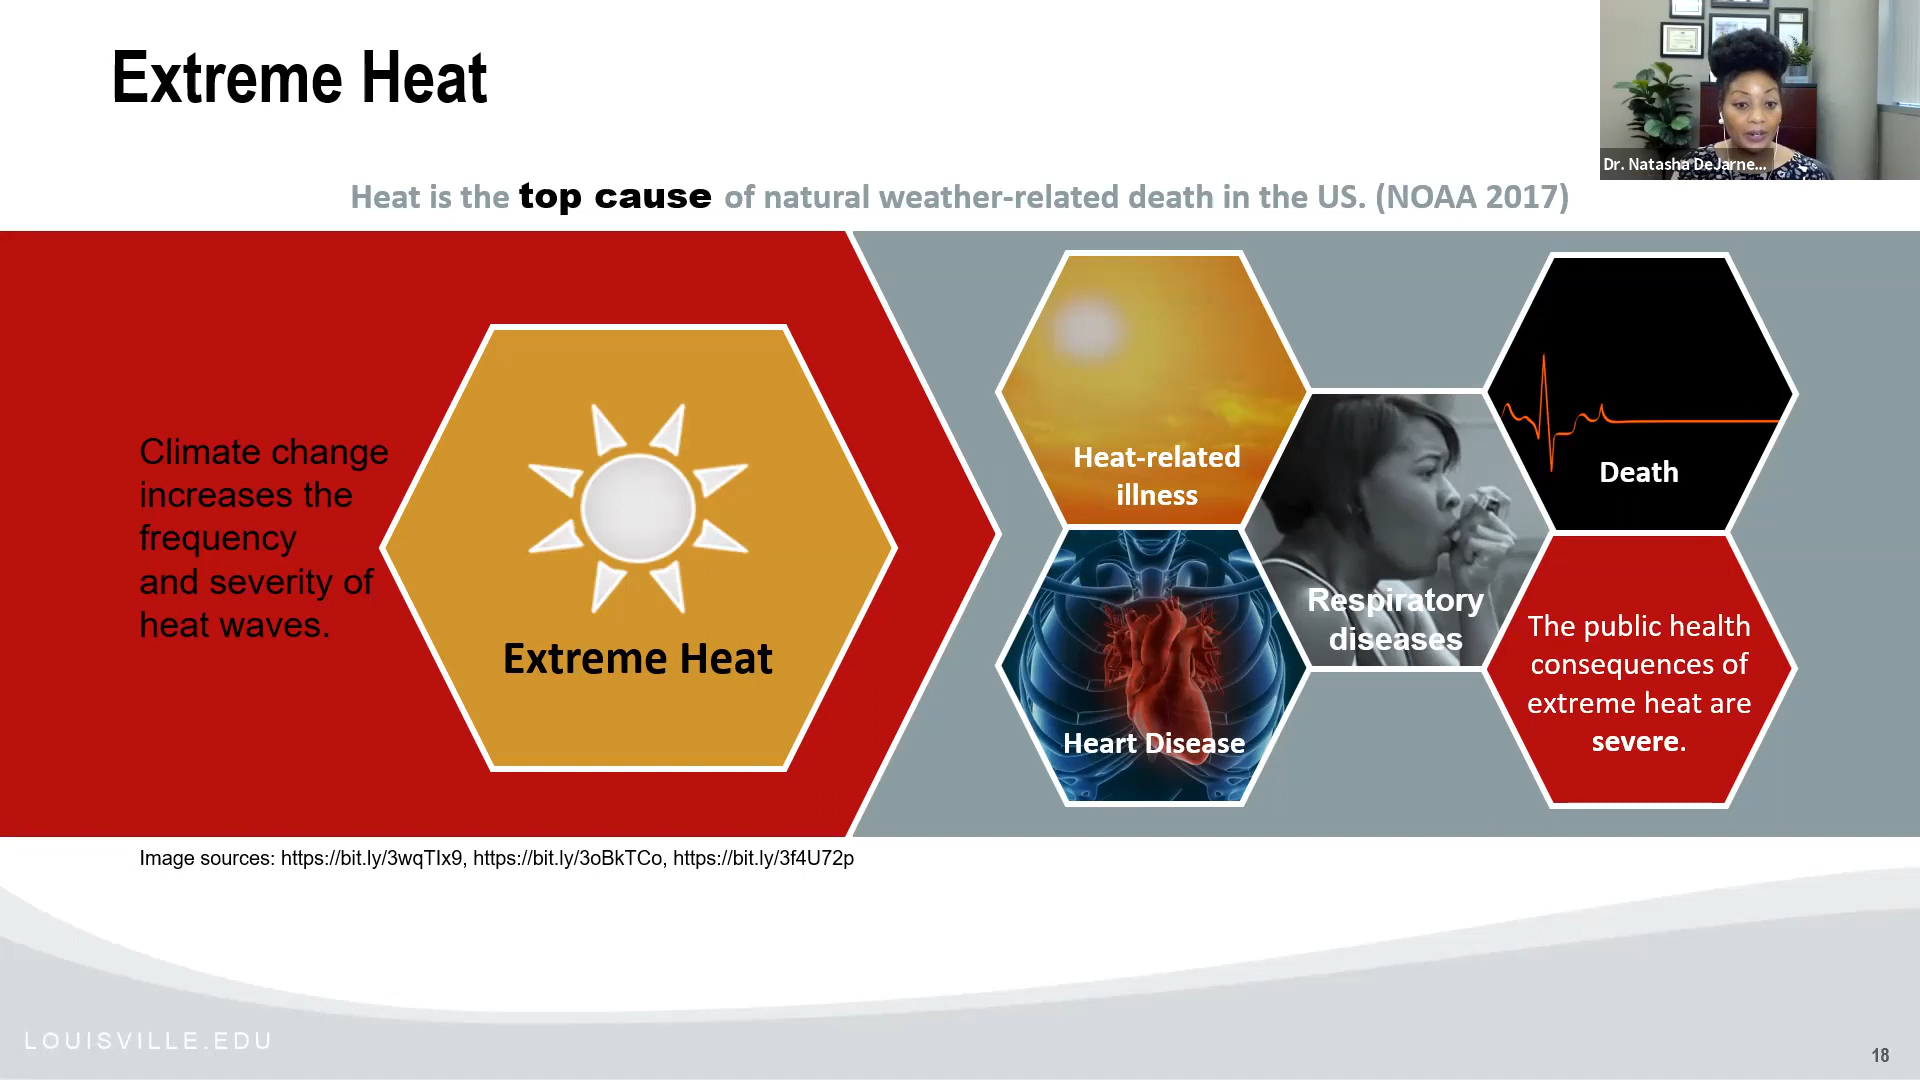 Extreme Heat
Dr. Natasha DeJarne...
Heat is the top cause of natural weather-related death in the US. (NOAA 2017)
Climate change
increases the
frequency
and severity of
heat waves.
Extreme Heat
Heat-related
illness
Heart Disease
Respiratory
diseases
Death
The public health
consequences of
extreme heat are
severe.
Image sources: https://bit.ly/3wqTIx9, https://bit.ly/3oBkTCo, https://bit.ly/3f4U72p
LOUISVILLE.EDU
18